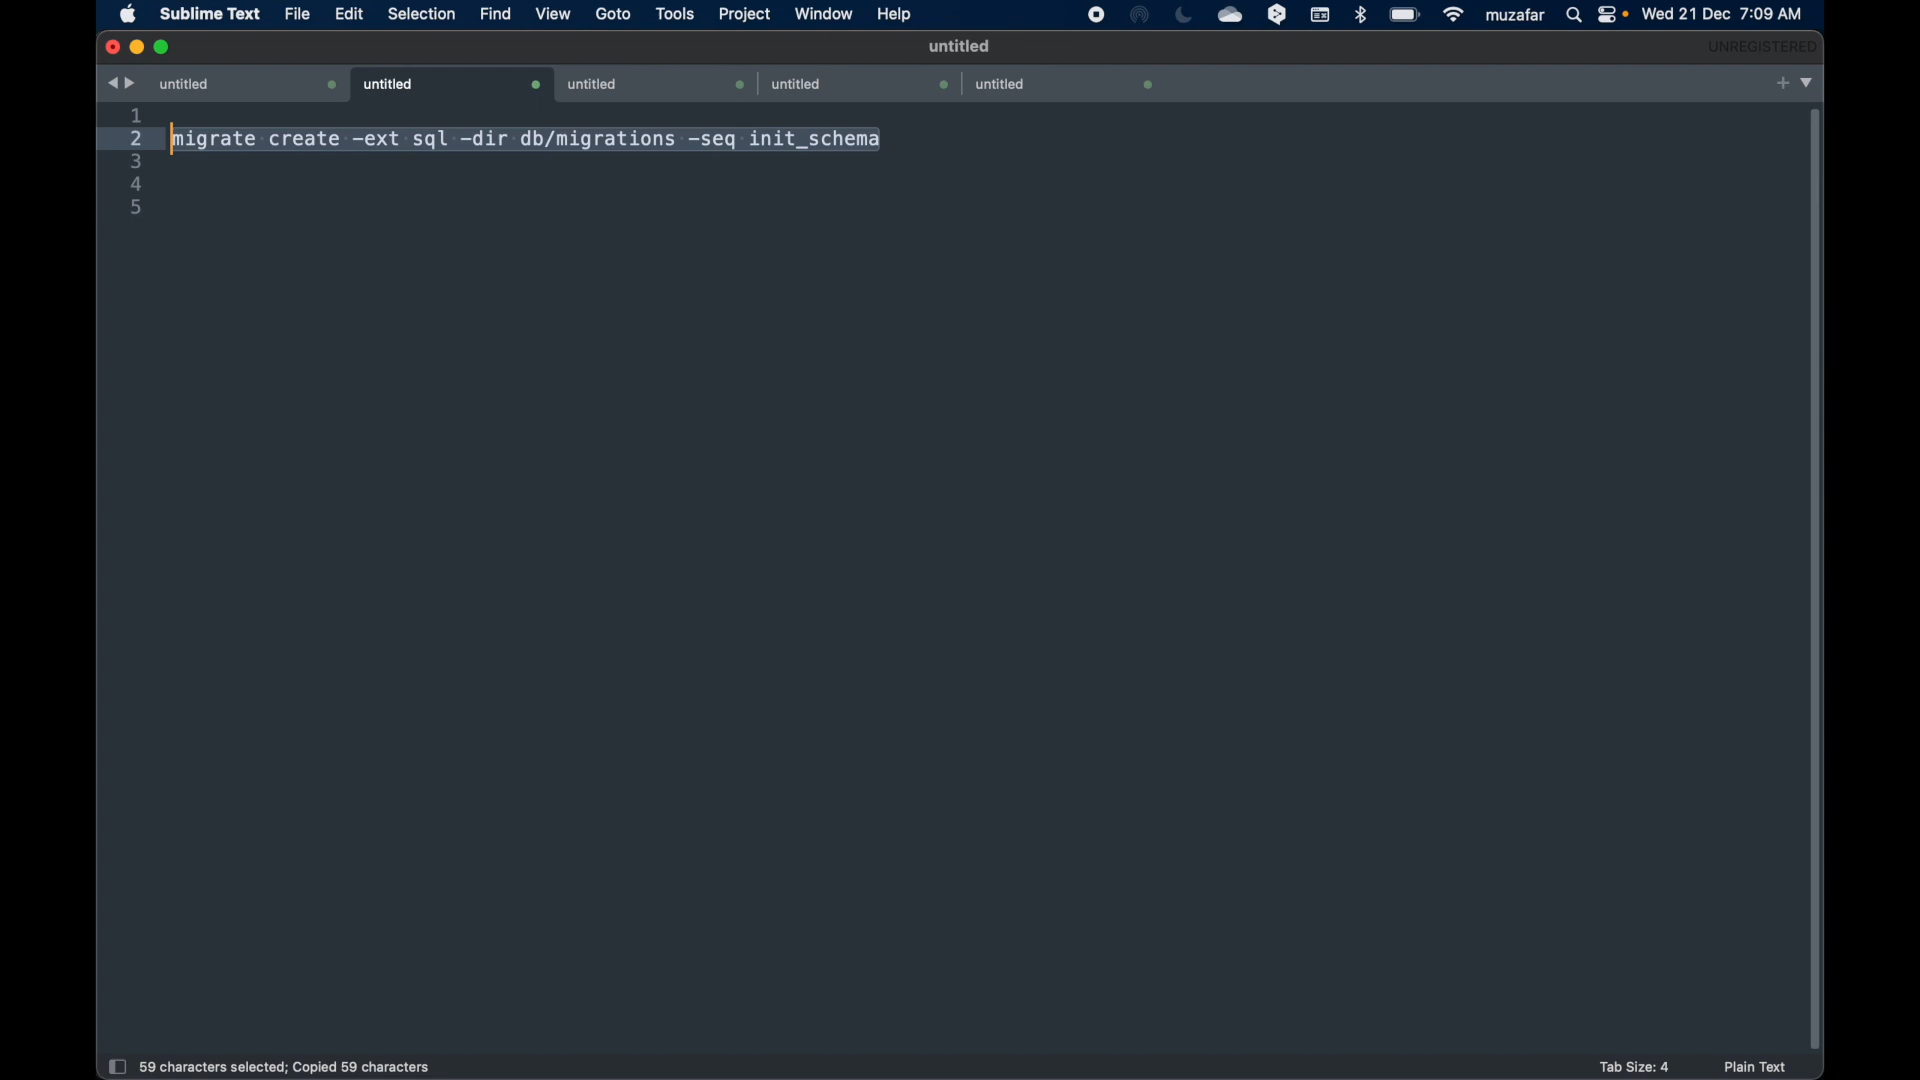 Sublime Text File Edit Selection Find View Goto Tools Project Window Help muzafar Wed 21 Dec 7:09 AM
untitled UNREGISTERED
untitled untitled untitled untitled untitled
1
2 migrate create -ext sql -dir db/migrations -seq init_schema
3
4
5
59 characters selected; Copied 59 characters Tab Size: 4 Plain Text